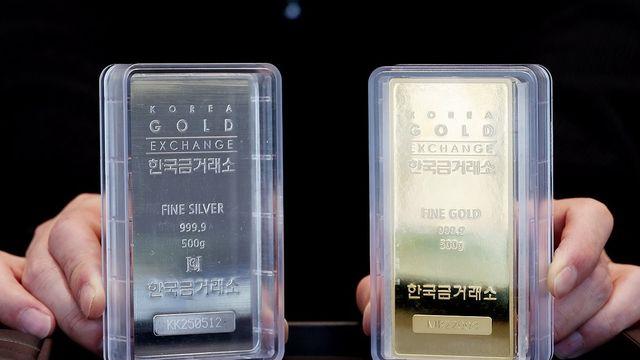 KOREA
GOLD
EXCHANGE
한국금거래소
FINE SILVER
999.9
500g
한국금거래소
KK250512
KOREA
GOLD
EXCHANGE
한국금거래소
FINE GOLD
999.9
500g
한국금거래소